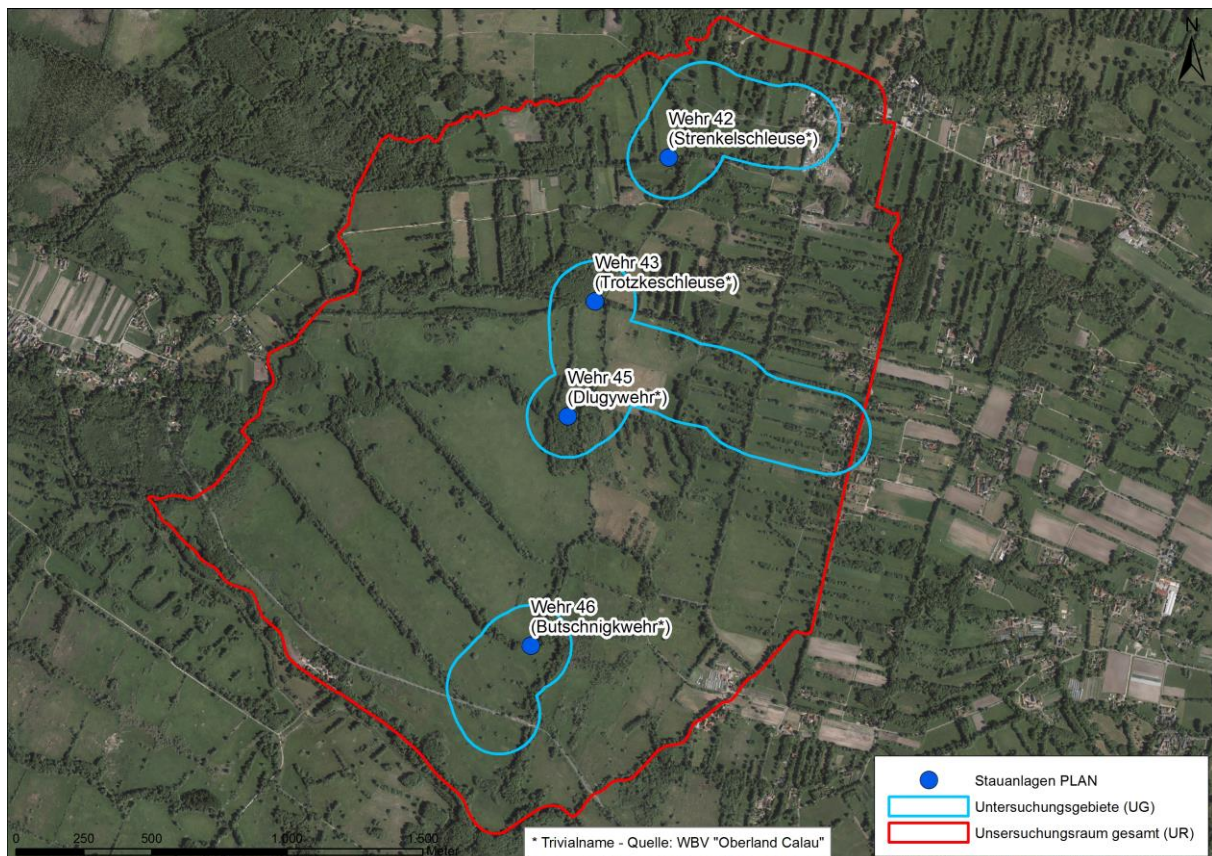 N
Wehr 42
(Strenkelschleuse*)
Wehr 43
(Trotzkeschleuse*)
Wehr 45
(Dlugywehr*)
Wehr 46
(Butschnigkwehr*)
Stauanlagen PLAN
Untersuchungsgebiete (UG)
Unsersuchungsraum gesamt (UR)
0 500 1.000 1.500
Meter
* Trivialname - Quelle: WBV "Oberland Calau"